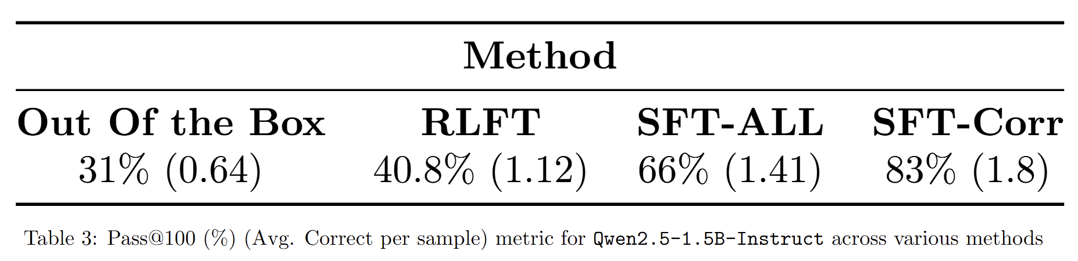 Method
Out Of the Box RLFT SFT-ALL SFT-Corr
31% (0.64) 40.8% (1.12) 66% (1.41) 83% (1.8)
Table 3: Pass@100 (%) (Avg. Correct per sample) metric for Qwen2.5-1.5B-Instruct across various methods